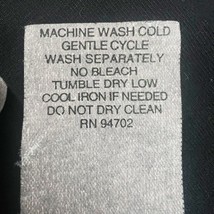 MACHINE WASH COLD
GENTLE CYCLE
WASH SEPARATELY
NO BLEACH
TUMBLE DRY LOW
COOL IRON IF NEEDED
DO NOT DRY CLEAN
RN 94702